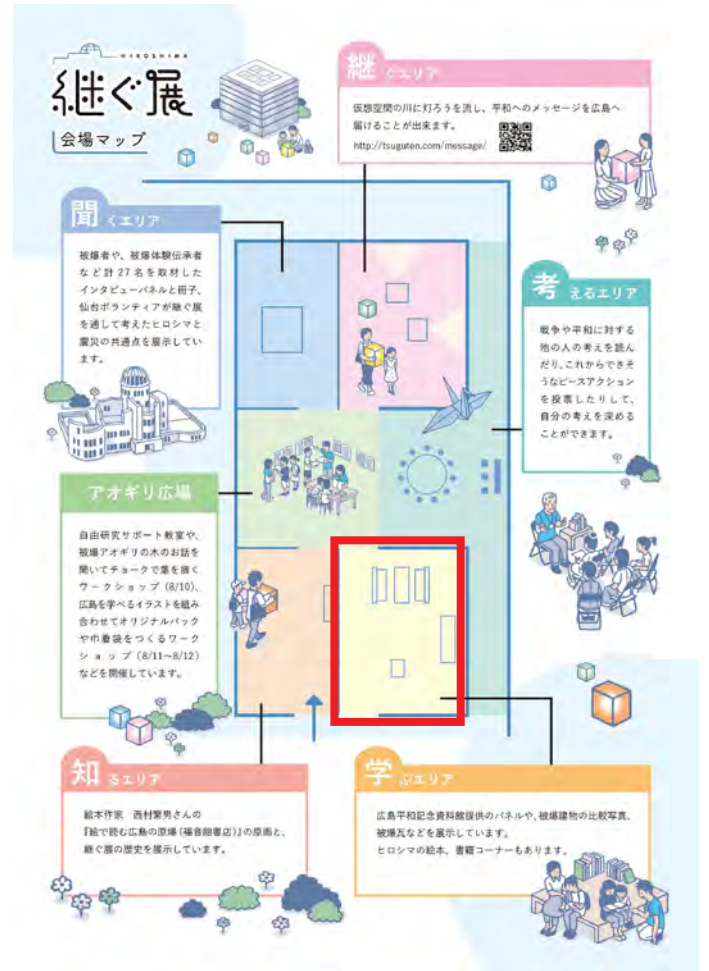 HIROSHIMA
継ぐ展
会場マップ
継ぐエリア
仮想空間の川に灯ろうを流し、平和へのメッセージを広島へ
届けることが出来ます。
http://tsuguten.com/message/
聞くエリア
被爆者や、被爆体験伝承者
など計27名を取材した
インタビューパネルと冊子、
仙台ボランティアが継ぐ展
を通して考えたヒロシマと
震災の共通点を展示してい
ます。
考えるエリア
戦争や平和に対する
他の人の考えを読ん
だり、これからできそ
うなピースアクション
を投票したりして、
自分の考えを深める
ことができます。
アオギリ広場
自由研究サポート教室や、
被爆アオギリの木のお話を
聞いてチョークで葉を描く
ワークショップ(8/10)、
広島を学べるイラストを組み
合わせてオリジナルバック
や巾着袋をつくるワーク
ショップ(8/11~8/12)
などを開催しています。
知るエリア
絵本作家 西村繁男さんの
『絵で読む広島の原爆(福音館書店)』の原画と、
継ぐ展の歴史を展示しています。
学ぶエリア
広島平和記念資料館提供のパネルや、被爆建物の比較写真、
被爆瓦などを展示しています。
ヒロシマの絵本、書籍コーナーもあります。